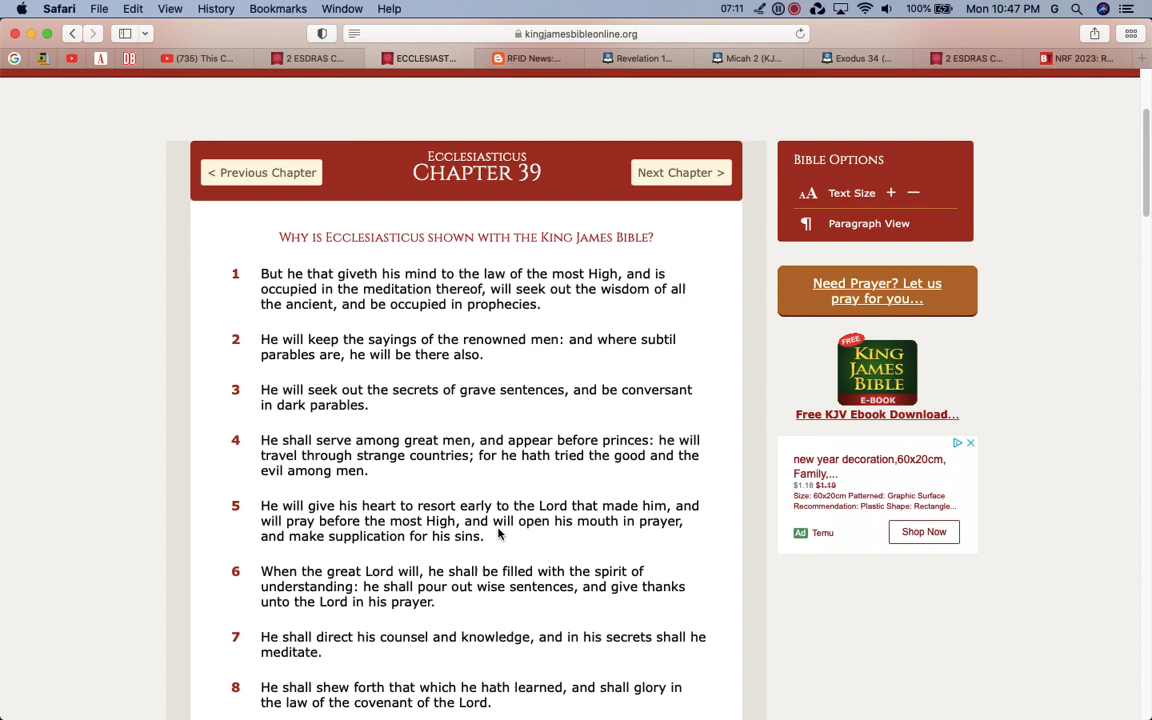 Safari File Edit View History Bookmarks Window Help 07:11 100% Mon 10:47 PM G
kingjamesbibleonline.org
A DB (735) This C... 2 ESDRAS C... ECCLESIAST... RFID News:... Revelation 1... Micah 2 (KJ... Exodus 34 (... 2 ESDRAS C... NRF 2023: R...
< Previous Chapter
Ecclesiasticus
Chapter 39
Next Chapter >
Why is Ecclesiasticus shown with the King James Bible?
1 But he that giveth his mind to the law of the most High, and is
occupied in the meditation thereof, will seek out the wisdom of all
the ancient, and be occupied in prophecies.
2 He will keep the sayings of the renowned men: and where subtil
parables are, he will be there also.
3 He will seek out the secrets of grave sentences, and be conversant
in dark parables.
4 He shall serve among great men, and appear before princes: he will
travel through strange countries; for he hath tried the good and the
evil among men.
5 He will give his heart to resort early to the Lord that made him, and
will pray before the most High, and will open his mouth in prayer,
and make supplication for his sins.
6 When the great Lord will, he shall be filled with the spirit of
understanding: he shall pour out wise sentences, and give thanks
unto the Lord in his prayer.
7 He shall direct his counsel and knowledge, and in his secrets shall he
meditate.
8 He shall shew forth that which he hath learned, and shall glory in
the law of the covenant of the Lord.
Bible Options
AA Text Size + −
¶ Paragraph View
Need Prayer? Let us
pray for you...
FREE
KING
JAMES
BIBLE
E-BOOK
Free KJV Ebook Download...
new year decoration,60x20cm,
Family,...
$1.18 $1.19
Size: 60x20cm Patterned: Graphic Surface
Recommendation: Plastic Shape: Rectangle...
Ad Temu
Shop Now